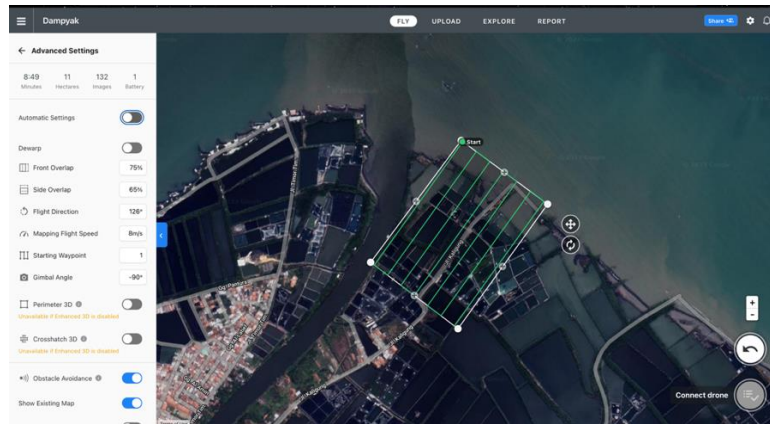 Dampyak
FLY UPLOAD EXPLORE REPORT
Share
Advanced Settings
8:49 11 132 1
Minutes Hectares Images Battery
Automatic Settings
Dewarp
Front Overlap 75%
Side Overlap 65%
Flight Direction 126°
Mapping Flight Speed 8m/s
Starting Waypoint 1
Gimbal Angle -90°
Perimeter 3D
Unavailable if Enhanced 3D is disabled
Crosshatch 3D
Unavailable if Enhanced 3D is disabled
Obstacle Avoidance
Show Existing Map
Start
+
-
Connect drone